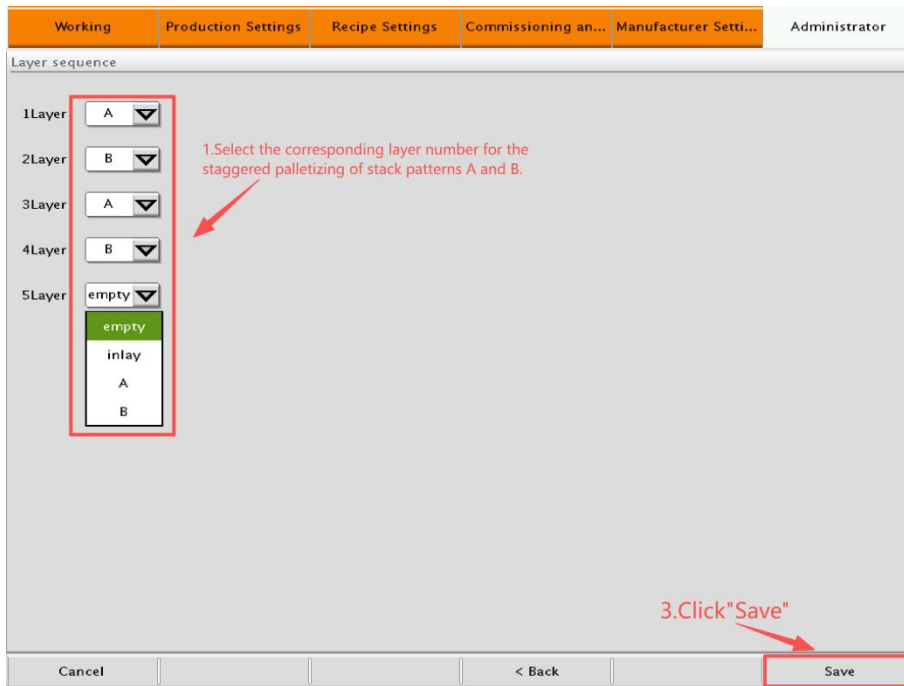 Working Production Settings Recipe Settings Commissioning an... Manufacturer Setti... Administrator
Layer sequence
1Layer A
2Layer B
1.Select the corresponding layer number for the
staggered palletizing of stack patterns A and B.
3Layer A
4Layer B
5Layer empty
empty
inlay
A
B
3.Click"Save"
Cancel < Back Save